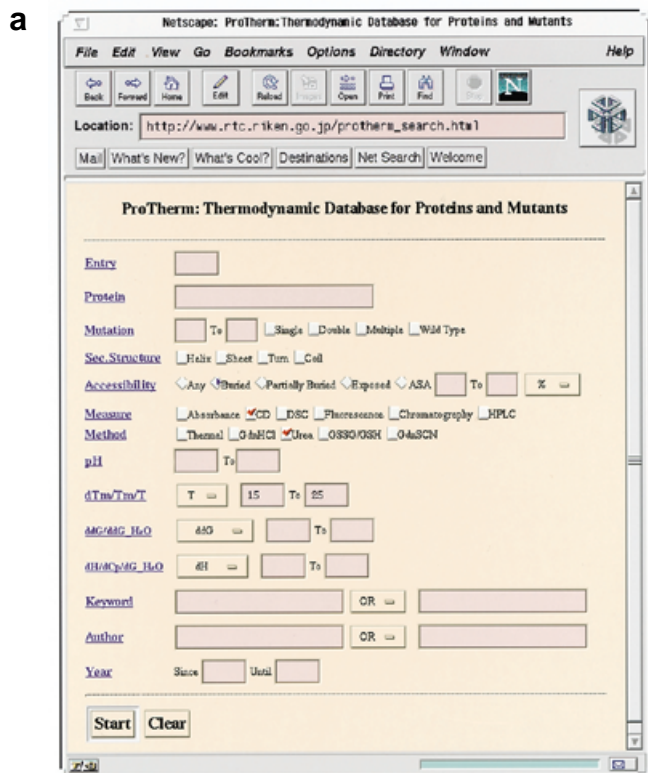 a
Netscape: ProTherm:Thermodynamic Database for Proteins and Mutants
File Edit View Go Bookmarks Options Directory Window Help
Back Forward Home Edit Reload Images Open Print Find Stop N
Location: http://www.rtc.riken.go.jp/protherm_search.html
Mail What's New? What's Cool? Destinations Net Search Welcome
ProTherm: Thermodynamic Database for Proteins and Mutants
Entry
Protein
Mutation To Single Double Multiple Wild Type
Sec.Structure Helix Sheet Turn Coil
Accessibility Any Buried Partially Buried Exposed ASA To %
Measure Absorbance CD DSC Fluorescence Chromatography HPLC
Method Thermal GdnHCl Urea GSSG/GSH GdnSCN
pH To
dTm/Tm/T T 15 To 25
ddG/ddG_H2O ddG To
dH/dCp/dG_H2O dH To
Keyword OR
Author OR
Year Since Until
Start Clear